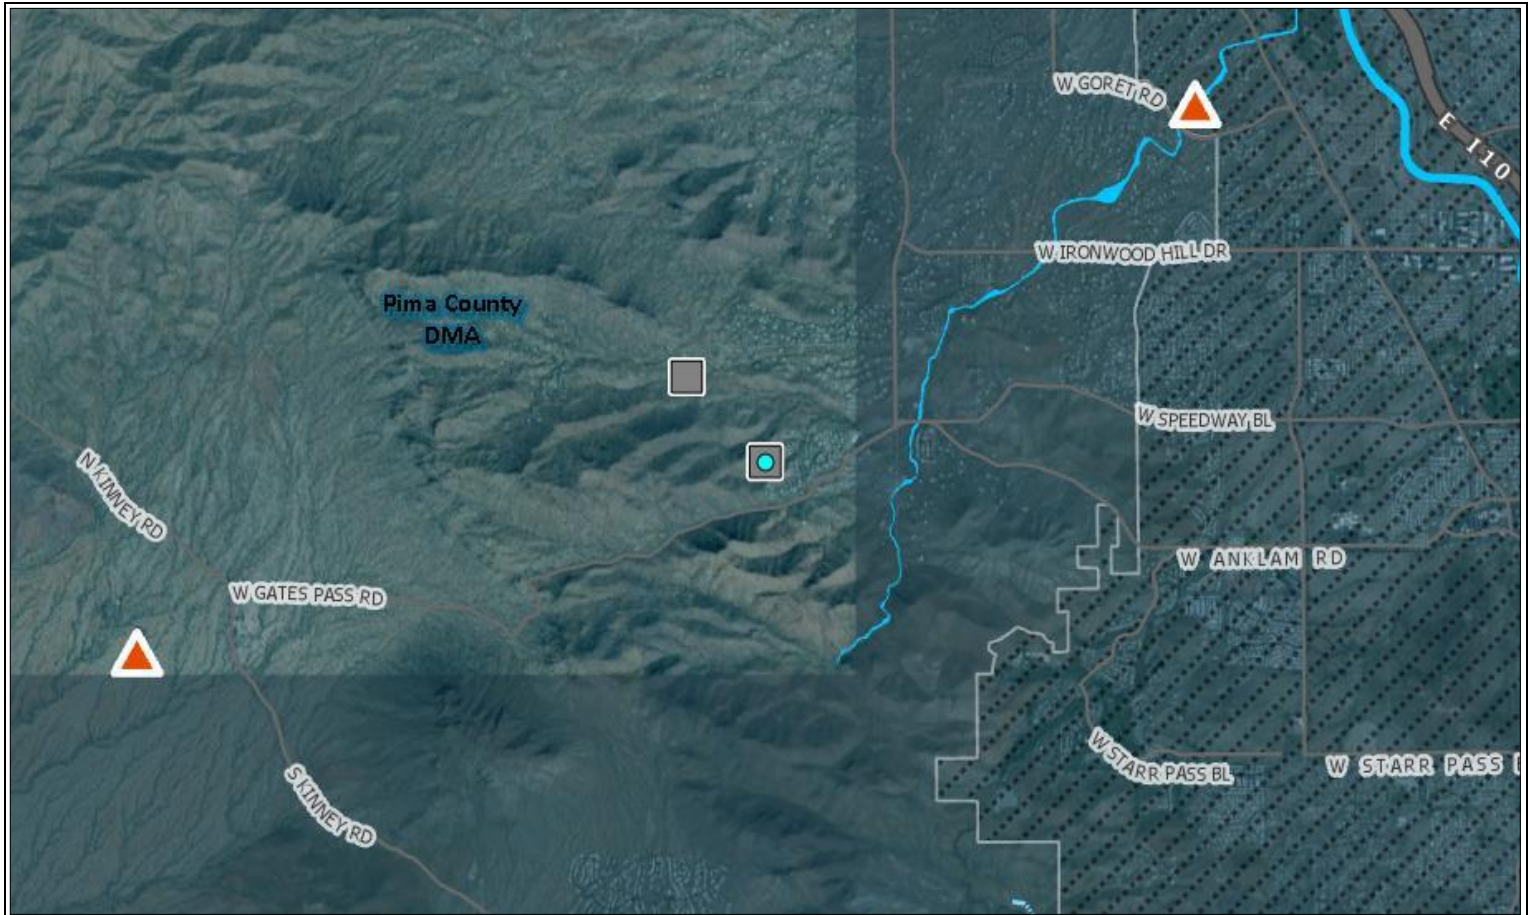 W GORET RD
E I10
W IRONWOOD HILL DR
Pima County
DMA
W SPEEDWAY BL
N KINNEY RD
W ANKLAM RD
W GATES PASS RD
W STARR PASS BL
W STARR PASS
S KINNEY RD